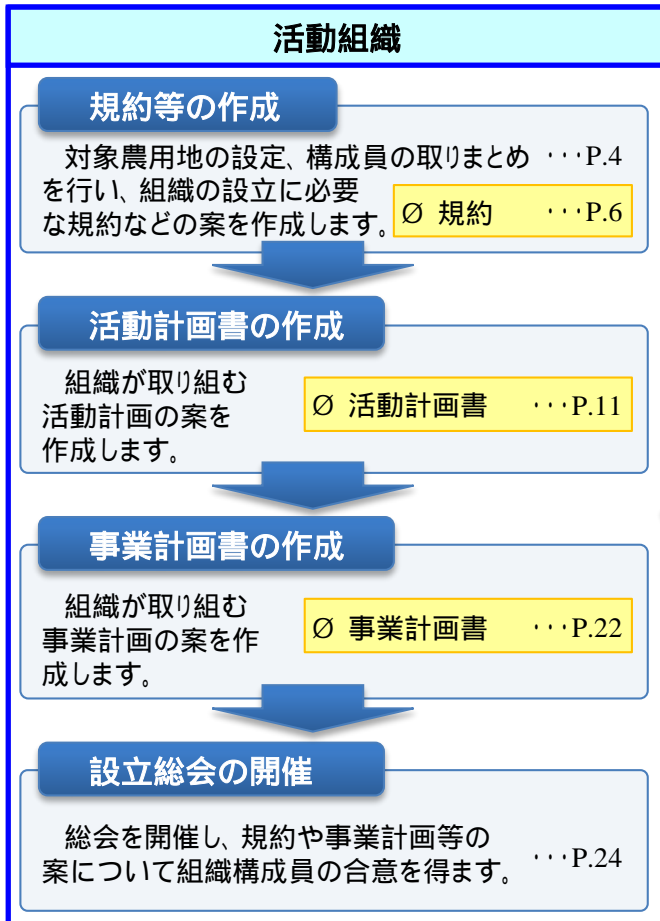 活動組織
規約等の作成
対象農用地の設定、構成員の取りまとめ ･･･P.4
を行い、組織の設立に必要
な規約などの案を作成します。
Ø 規約 ･･･P.6
活動計画書の作成
組織が取り組む
活動計画の案を
作成します。
Ø 活動計画書 ･･･P.11
事業計画書の作成
組織が取り組む
事業計画の案を作
成します。
Ø 事業計画書 ･･･P.22
設立総会の開催
総会を開催し、規約や事業計画等の
案について組織構成員の合意を得ます。 ･･･P.24